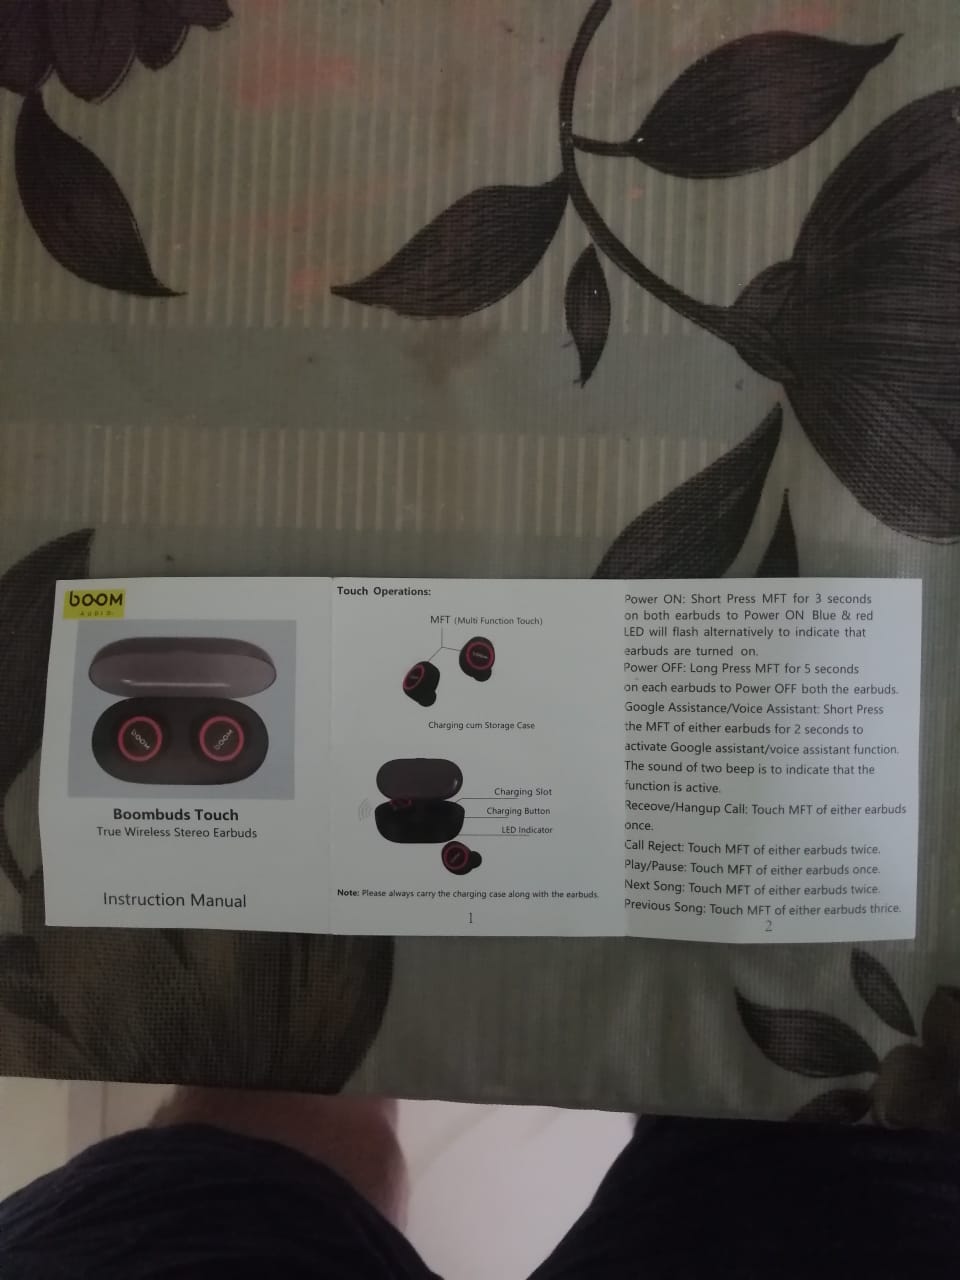 boom
AUDIO
boom
boom
Boombuds Touch
True Wireless Stereo Earbuds
Instruction Manual
Touch Operations:
MFT (Multi Function Touch)
Charging cum Storage Case
Charging Slot
Charging Button
LED Indicator
Note: Please always carry the charging case along with the earbuds.
1
Power ON: Short Press MFT for 3 seconds
on both earbuds to Power ON Blue & red
LED will flash alternatively to indicate that
earbuds are turned on.
Power OFF: Long Press MFT for 5 seconds
on each earbuds to Power OFF both the earbuds.
Google Assistance/Voice Assistant: Short Press
the MFT of either earbuds for 2 seconds to
activate Google assistant/voice assistant function.
The sound of two beep is to indicate that the
function is active.
Receove/Hangup Call: Touch MFT of either earbuds
once.
Call Reject: Touch MFT of either earbuds twice.
Play/Pause: Touch MFT of either earbuds once.
Next Song: Touch MFT of either earbuds twice.
Previous Song: Touch MFT of either earbuds thrice.
2